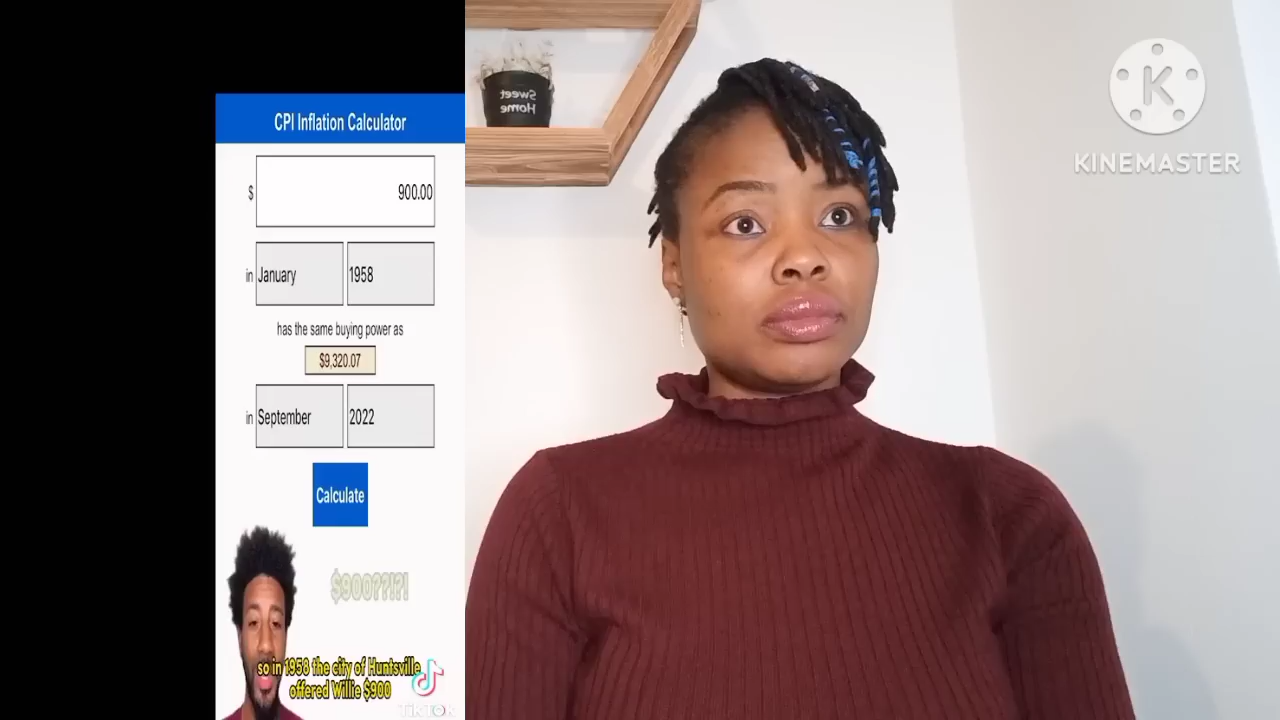 CPI Inflation Calculator
$ 900.00
in January 1958
has the same buying power as
$9,320.07
in September 2022
Calculate
$900??!?!
so in 1958 the city of Huntsville
offered Willie $900
TikTok
Sweet
Home
K
KINEMASTER